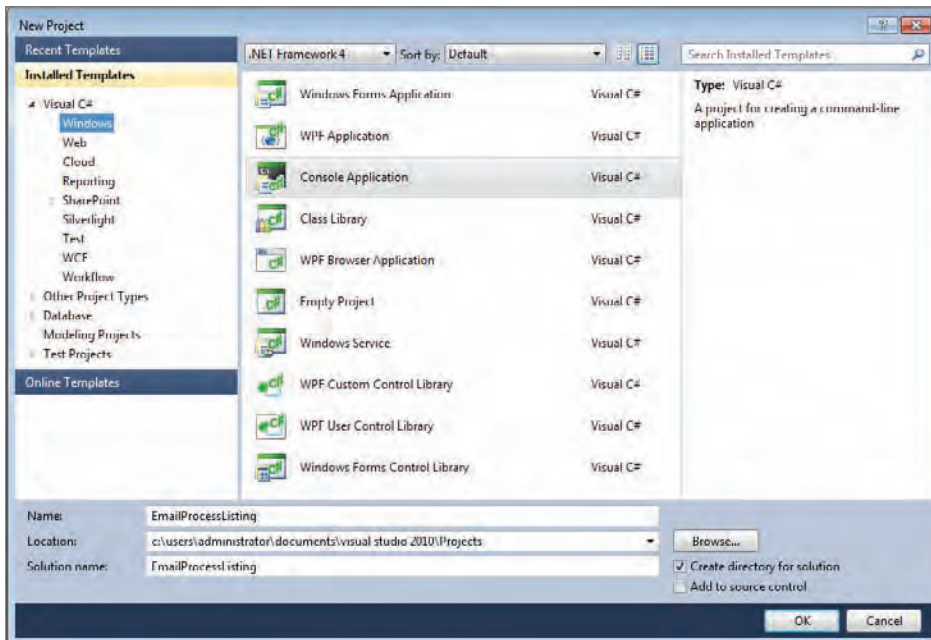 New Project
Recent Templates
.NET Framework 4
Sort by: Default
Search Installed Templates
Installed Templates
Visual C#
Windows
Web
Cloud
Reporting
SharePoint
Silverlight
Test
WCF
Workflow
Other Project Types
Database
Modeling Projects
Test Projects
Online Templates
Windows Forms Application Visual C#
WPF Application Visual C#
Console Application Visual C#
Class Library Visual C#
WPF Browser Application Visual C#
Empty Project Visual C#
Windows Service Visual C#
WPF Custom Control Library Visual C#
WPF User Control Library Visual C#
Windows Forms Control Library Visual C#
Type: Visual C#
A project for creating a command-line
application
Name: EmailProcessListing
Location: c:\users\administrator\documents\visual studio 2010\Projects
Browse...
Solution name: EmailProcessListing
Create directory for solution
Add to source control
OK
Cancel